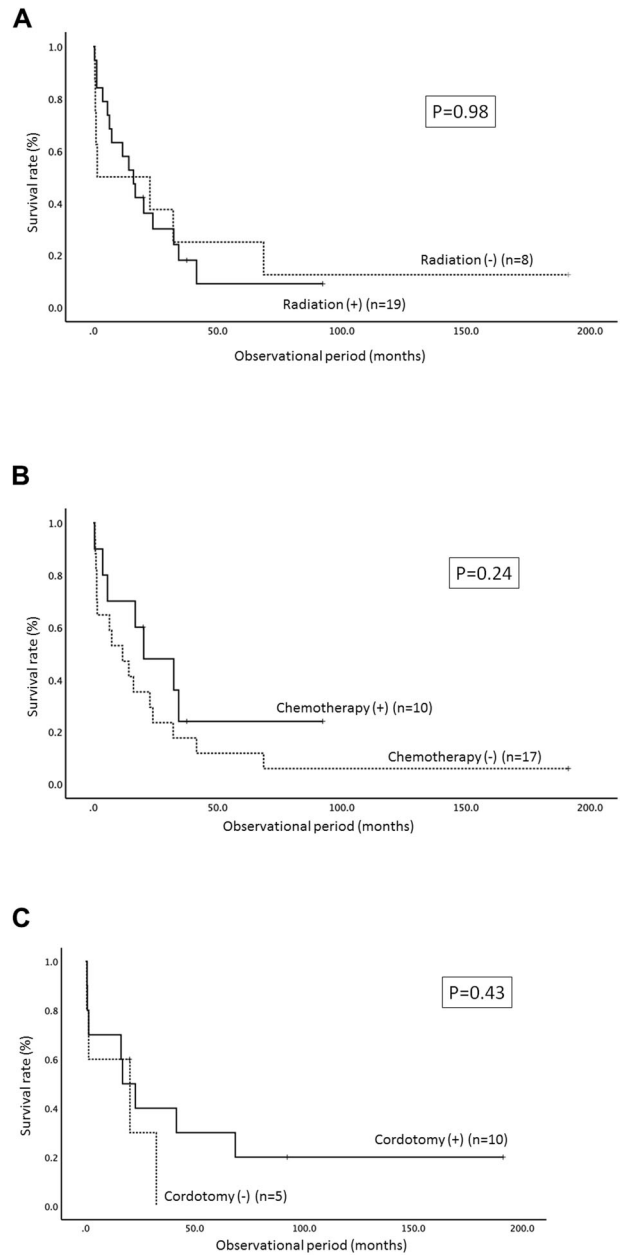 A
Survival rate (%)
1.0
0.8
0.6
0.4
0.2
0.0
P=0.98
Radiation (-) (n=8)
Radiation (+) (n=19)
.0 50.0 100.0 150.0 200.0
Observational period (months)
B
Survival rate (%)
1.0
0.8
0.6
0.4
0.2
0.0
P=0.24
Chemotherapy (+) (n=10)
Chemotherapy (-) (n=17)
.0 50.0 100.0 150.0 200.0
Observational period (months)
C
Survival rate (%)
1.0
0.8
0.6
0.4
0.2
0.0
P=0.43
Cordotomy (+) (n=10)
Cordotomy (-) (n=5)
.0 50.0 100.0 150.0 200.0
Observational period (months)